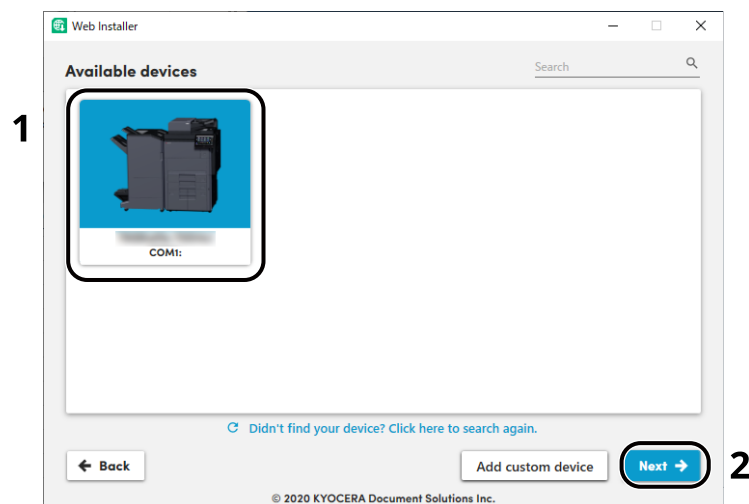 Web Installer
Available devices
Search
1
COM1:
Didn't find your device? Click here to search again.
Back
Add custom device
Next
2
© 2020 KYOCERA Document Solutions Inc.